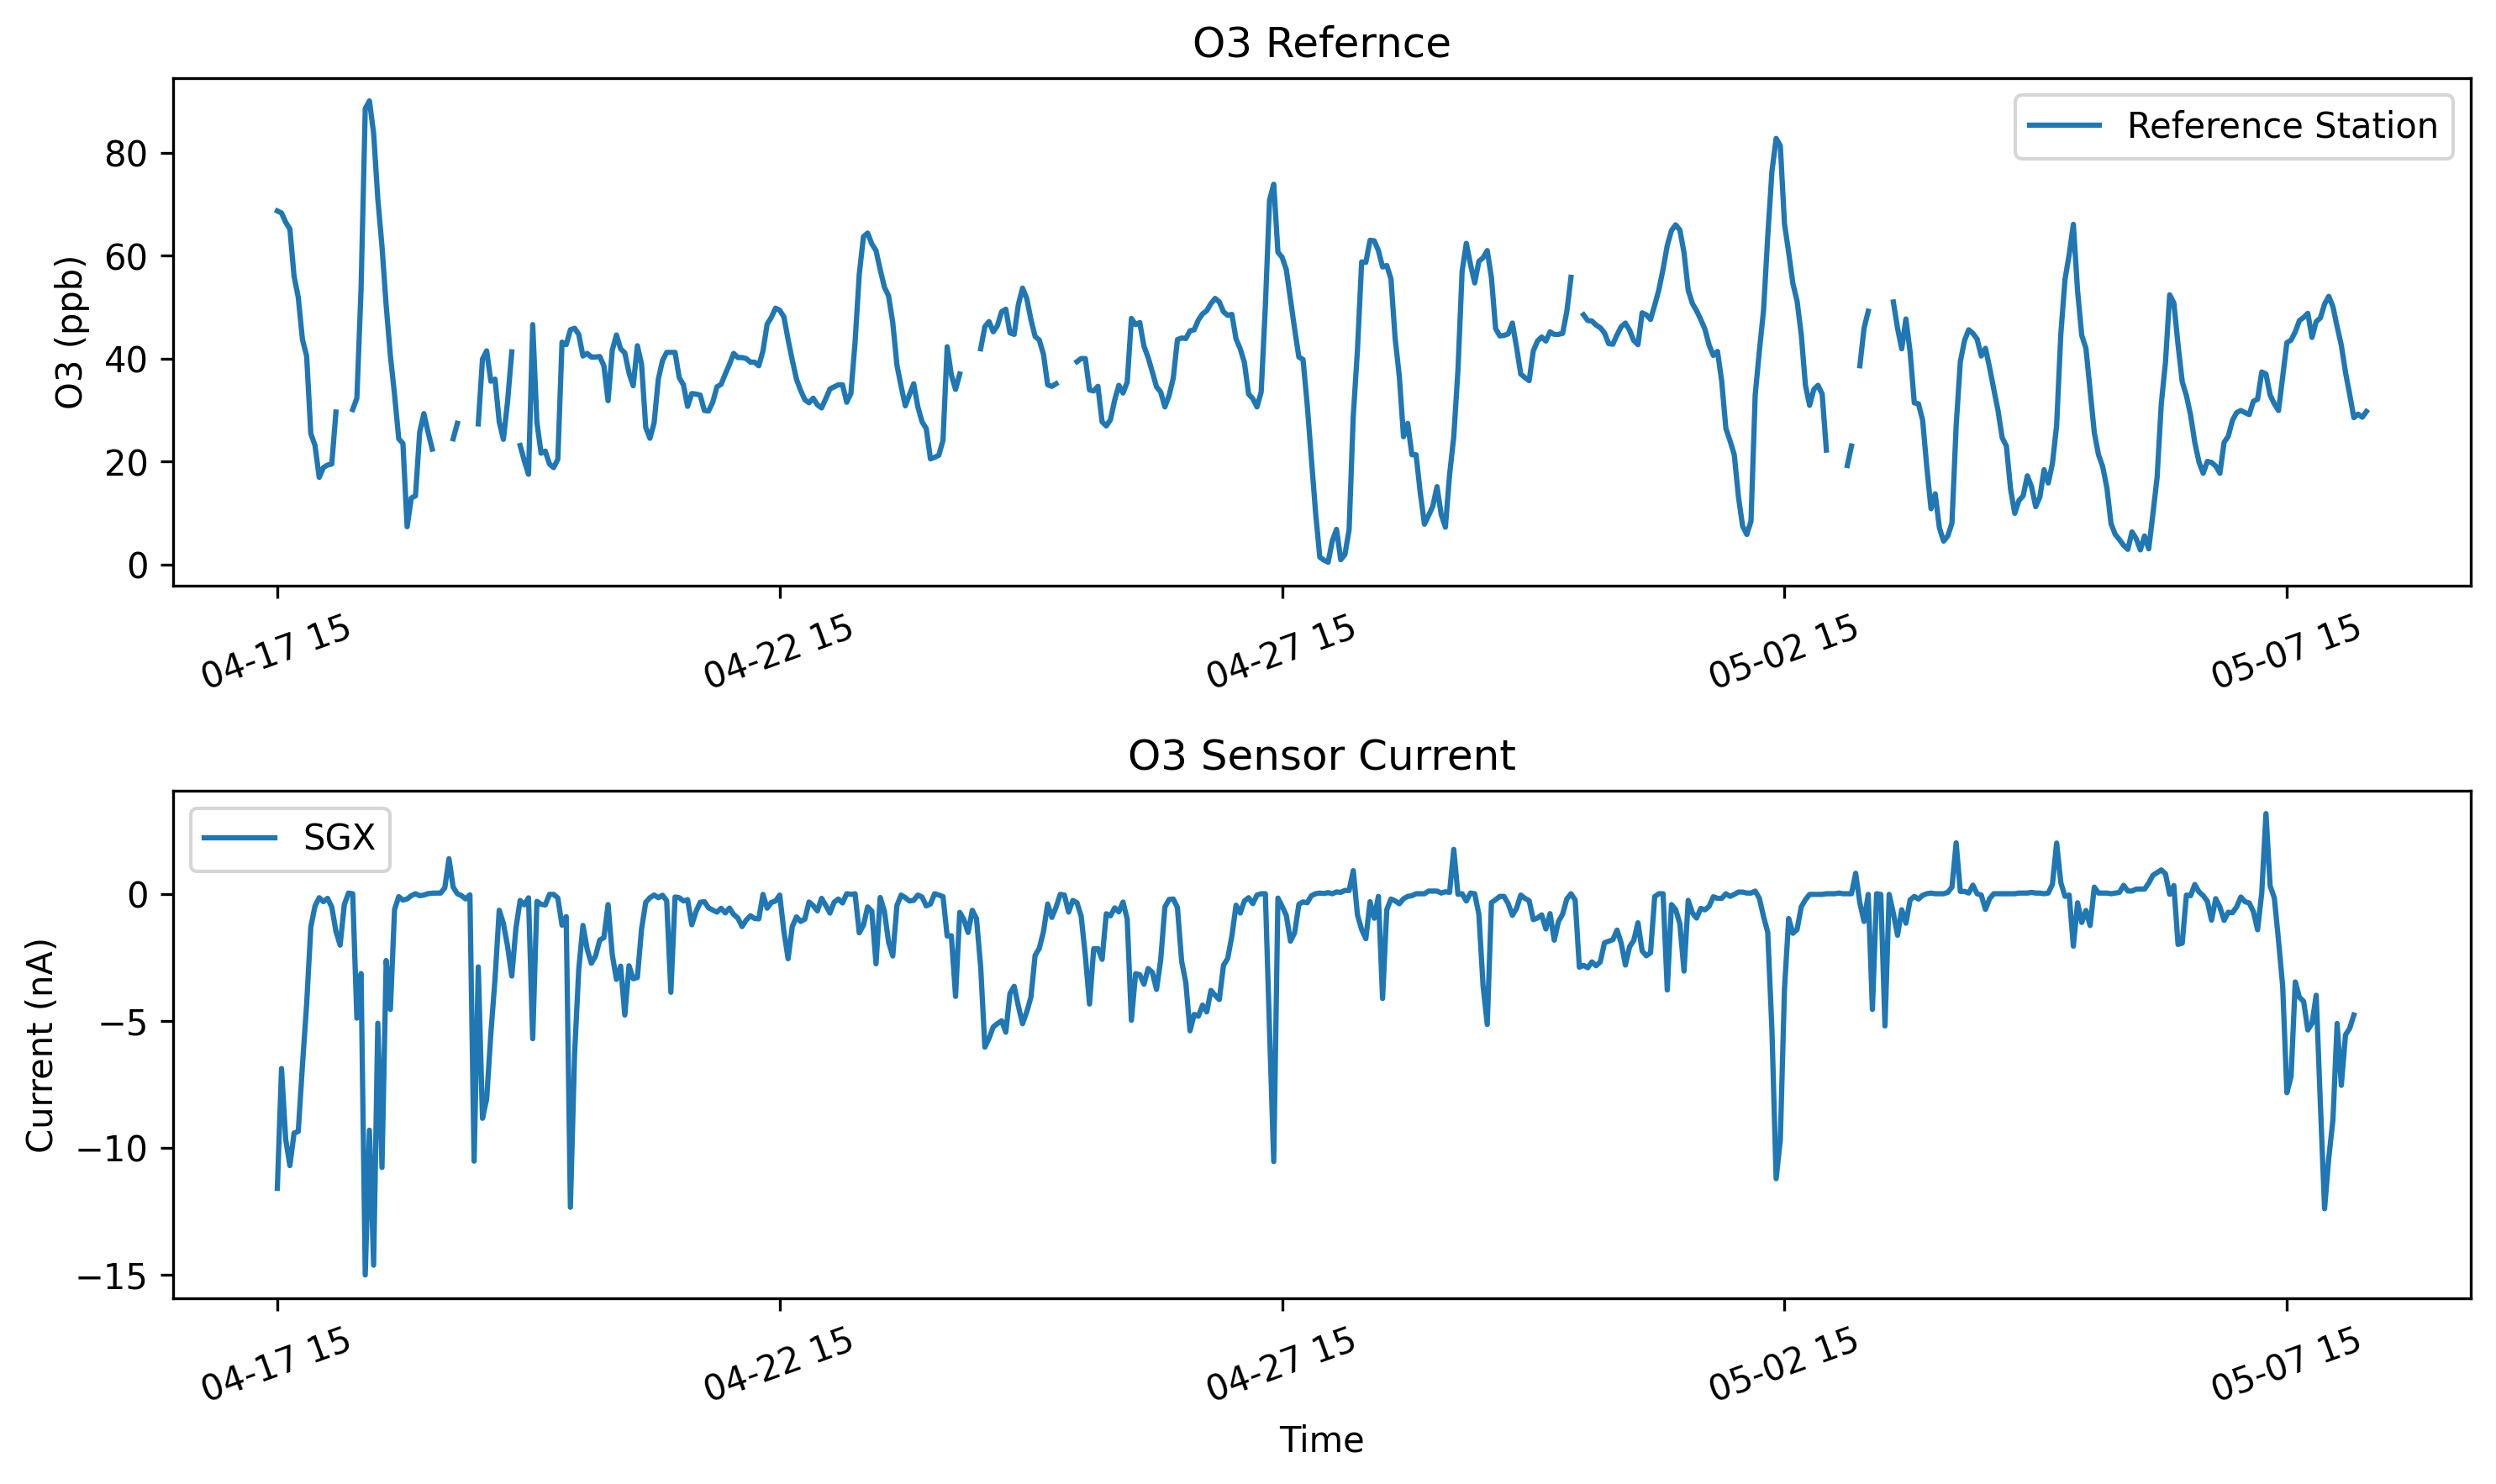 O3 Refernce
Reference Station
O3 (ppb)
80
60
40
20
0
04-17 15
04-22 15
04-27 15
05-02 15
05-07 15
O3 Sensor Current
SGX
Current (nA)
0
−5
−10
−15
04-17 15
04-22 15
04-27 15
05-02 15
05-07 15
Time